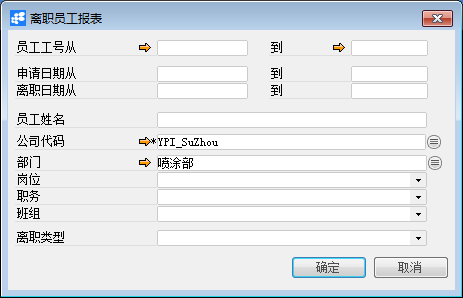 离职员工报表
员工工号从 到
申请日期从 到
离职日期从 到
员工姓名
公司代码 *YPI_SuZhou
部门 喷涂部
岗位
职务
班组
离职类型
确定 取消